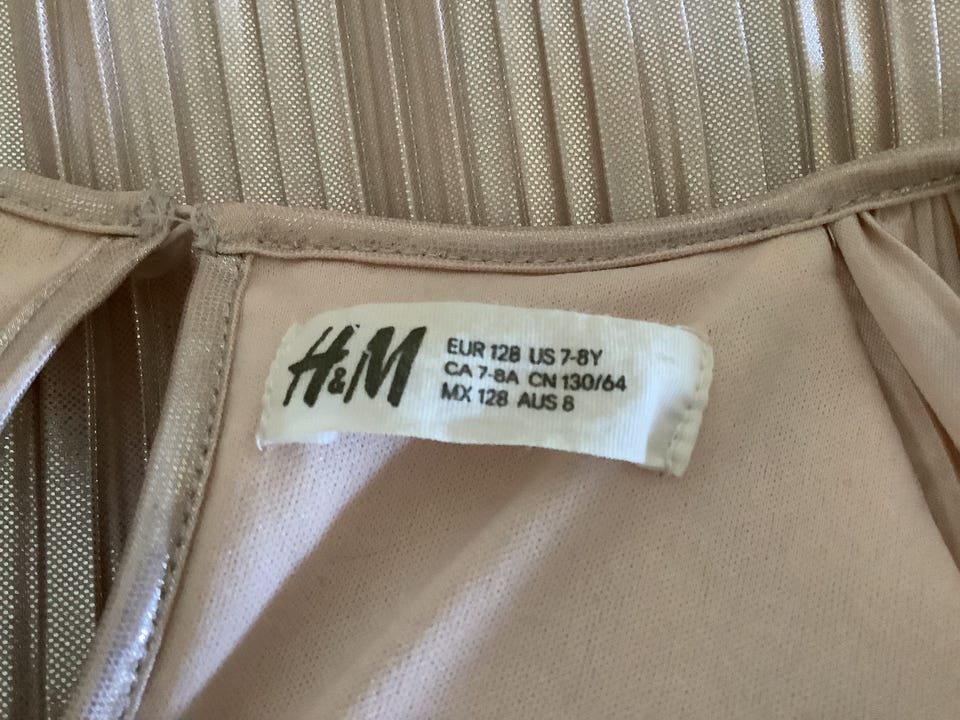 H&M
EUR 128 US 7-8Y
CA 7-8A CN 130/64
MX 128 AUS 8